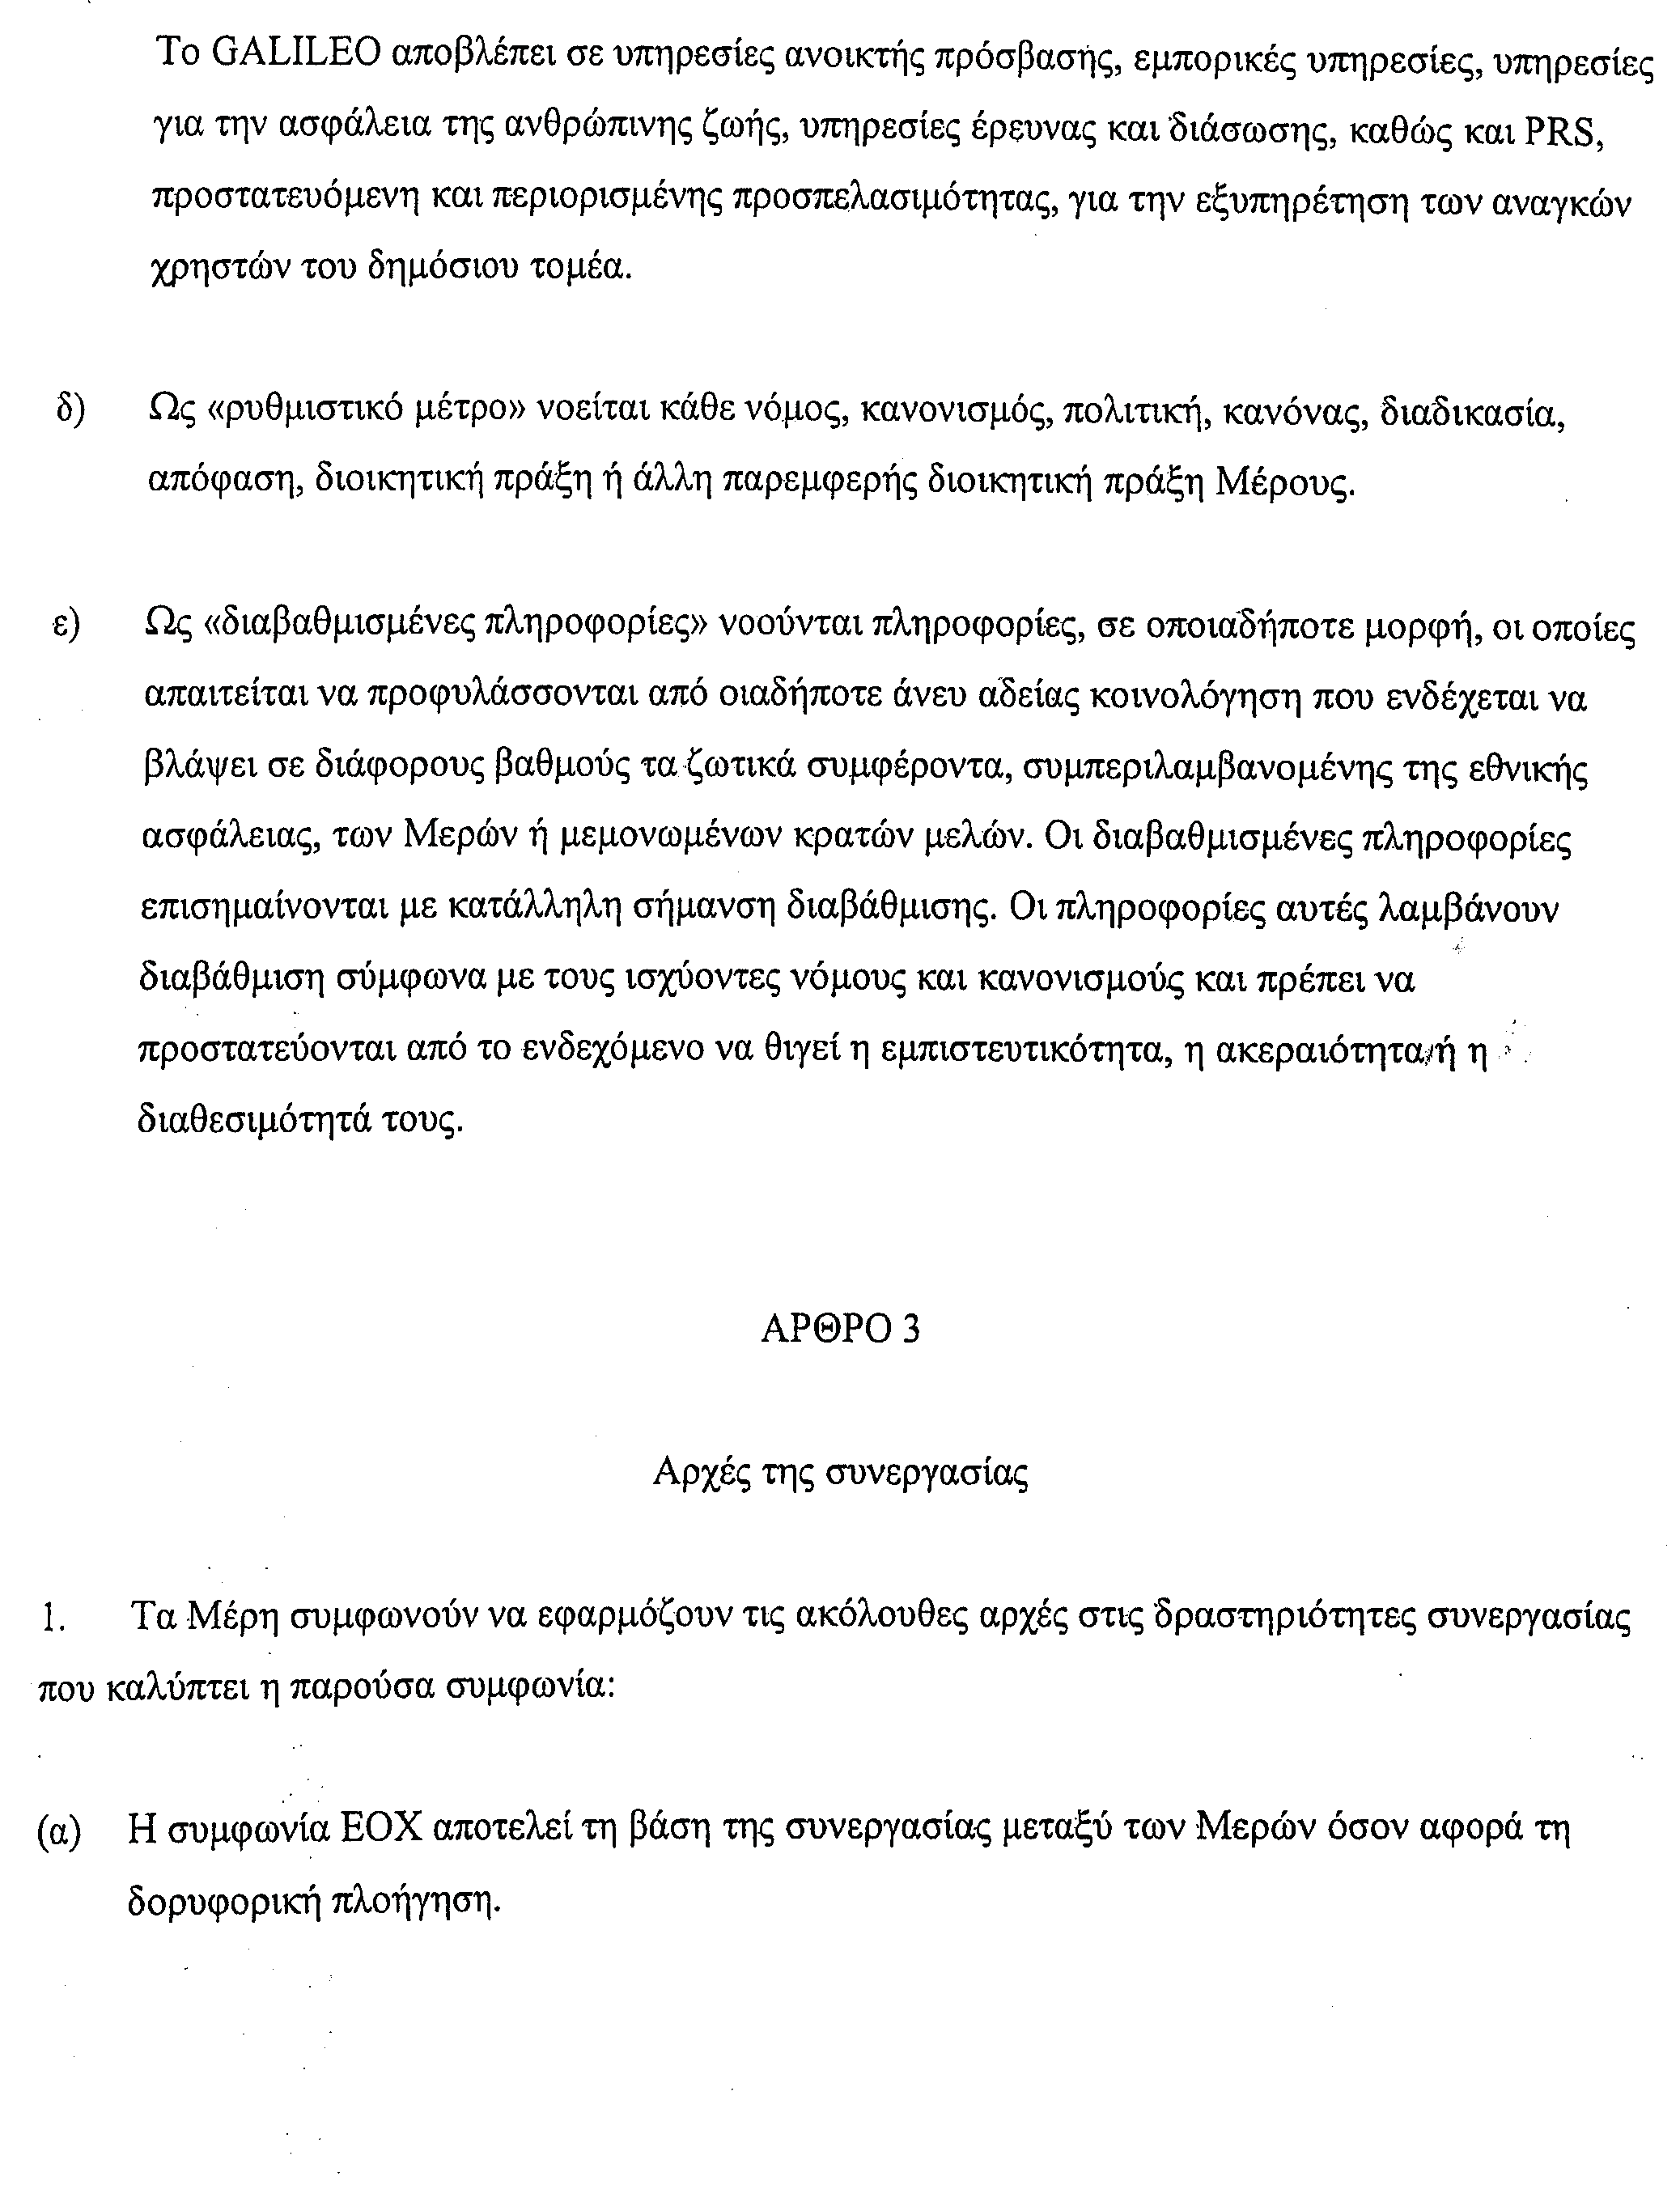 Το GALILEO αποβλέπει σε υπηρεσίες ανοικτής πρόσβασης, εμπορικές υπηρεσίες, υπηρεσίες
για την ασφάλεια της ανθρώπινης ζωής, υπηρεσίες έρευνας και διάσωσης, καθώς και PRS,
προστατευόμενη και περιορισμένης προσπελασιμότητας, για την εξυπηρέτηση των αναγκών
χρηστών του δημόσιου τομέα.
δ) Ως «ρυθμιστικό μέτρο» νοείται κάθε νόμος, κανονισμός, πολιτική, κανόνας, διαδικασία,
απόφαση, διοικητική πράξη ή άλλη παρεμφερής διοικητική πράξη Μέρους.
ε) Ως «διαβαθμισμένες πληροφορίες» νοούνται πληροφορίες, σε οποιαδήποτε μορφή, οι οποίες
απαιτείται να προφυλάσσονται από οιαδήποτε άνευ αδείας κοινολόγηση που ενδέχεται να
βλάψει σε διάφορους βαθμούς τα ζωτικά συμφέροντα, συμπεριλαμβανομένης της εθνικής
ασφάλειας, των Μερών ή μεμονωμένων κρατών μελών. Οι διαβαθμισμένες πληροφορίες
επισημαίνονται με κατάλληλη σήμανση διαβάθμισης. Οι πληροφορίες αυτές λαμβάνουν
διαβάθμιση σύμφωνα με τους ισχύοντες νόμους και κανονισμούς και πρέπει να
προστατεύονται από το ενδεχόμενο να θιγεί η εμπιστευτικότητα, η ακεραιότητα/ή η
διαθεσιμότητά τους.
ΑΡΘΡΟ 3
Αρχές της συνεργασίας
1. Τα Μέρη συμφωνούν να εφαρμόζουν τις ακόλουθες αρχές στις δραστηριότητες συνεργασίας
που καλύπτει η παρούσα συμφωνία:
(α) Η συμφωνία ΕΟΧ αποτελεί τη βάση της συνεργασίας μεταξύ των Μερών όσον αφορά τη
δορυφορική πλοήγηση.